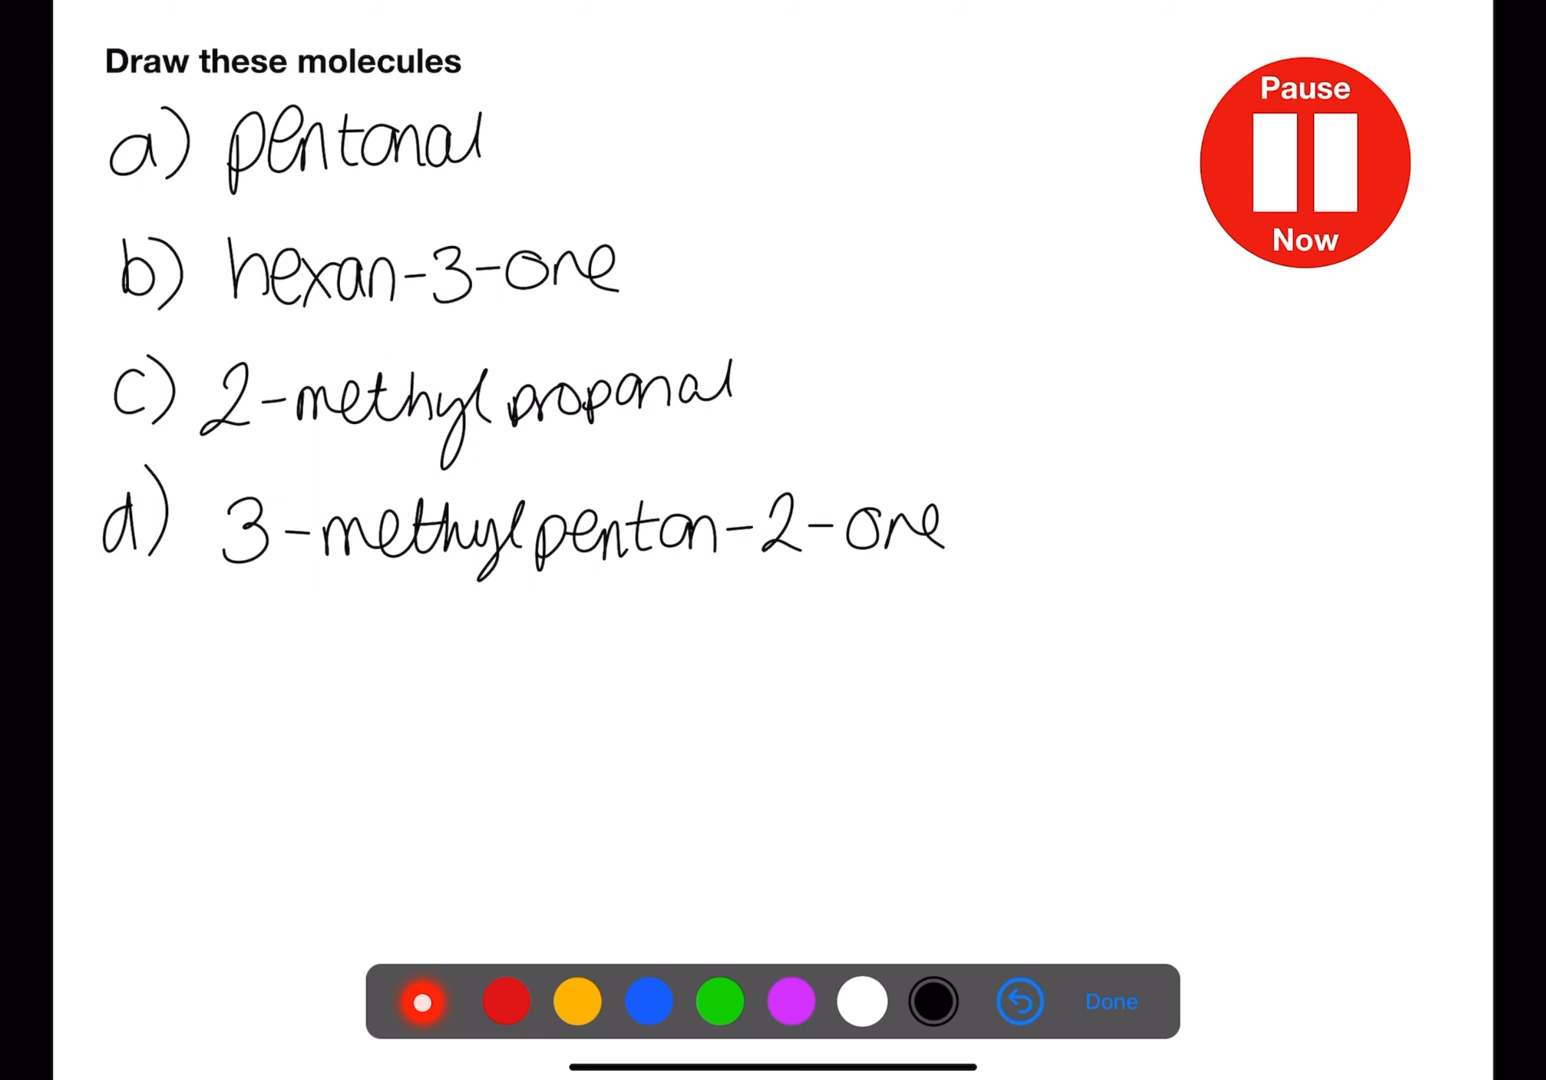 Draw these molecules
a) pentanal
b) hexan-3-one
c) 2-methylpropanal
d) 3-methylpentan-2-one
Pause
Now
Done